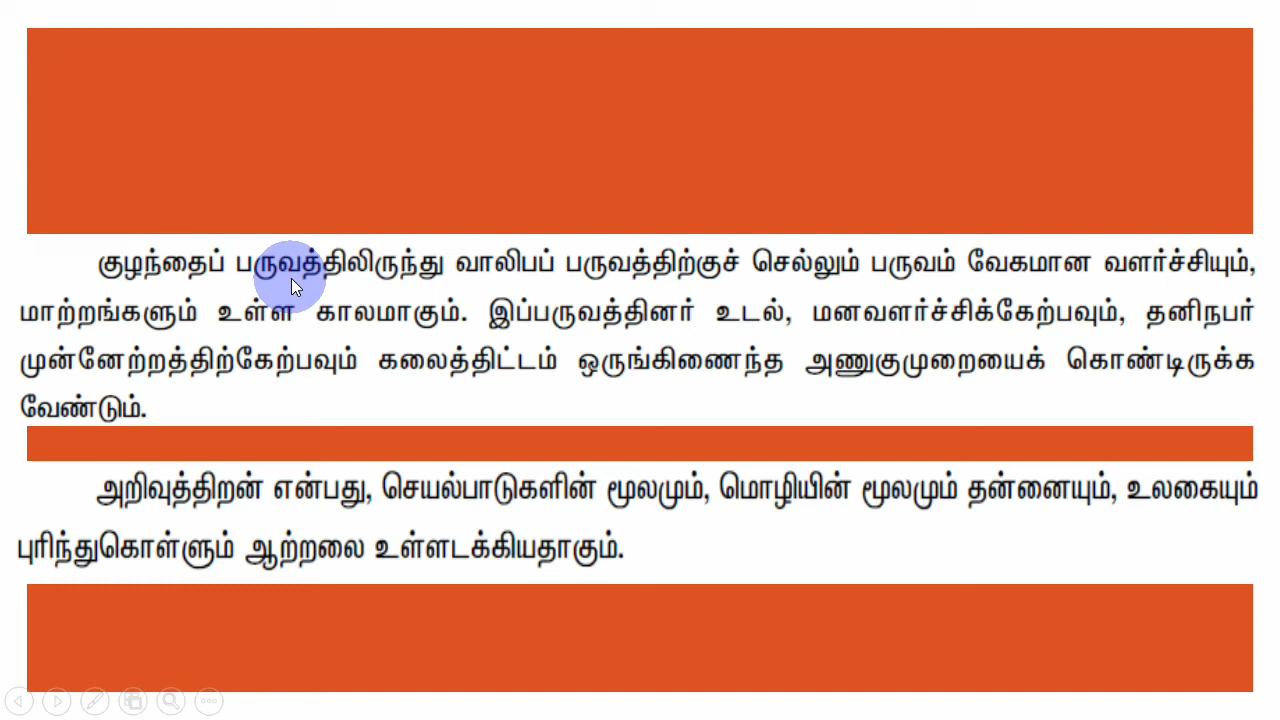 குழந்தைப் பருவத்திலிருந்து வாலிபப் பருவத்திற்குச் செல்லும் பருவம் வேகமான வளர்ச்சியும்,
மாற்றங்களும் உள்ள காலமாகும். இப்பருவத்தினர் உடல், மனவளர்ச்சிக்கேற்பவும், தனிநபர்
முன்னேற்றத்திற்கேற்பவும் கலைத்திட்டம் ஒருங்கிணைந்த அணுகுமுறையைக் கொண்டிருக்க
வேண்டும்.
அறிவுத்திறன் என்பது, செயல்பாடுகளின் மூலமும், மொழியின் மூலமும் தன்னையும், உலகையும்
புரிந்துகொள்ளும் ஆற்றலை உள்ளடக்கியதாகும்.